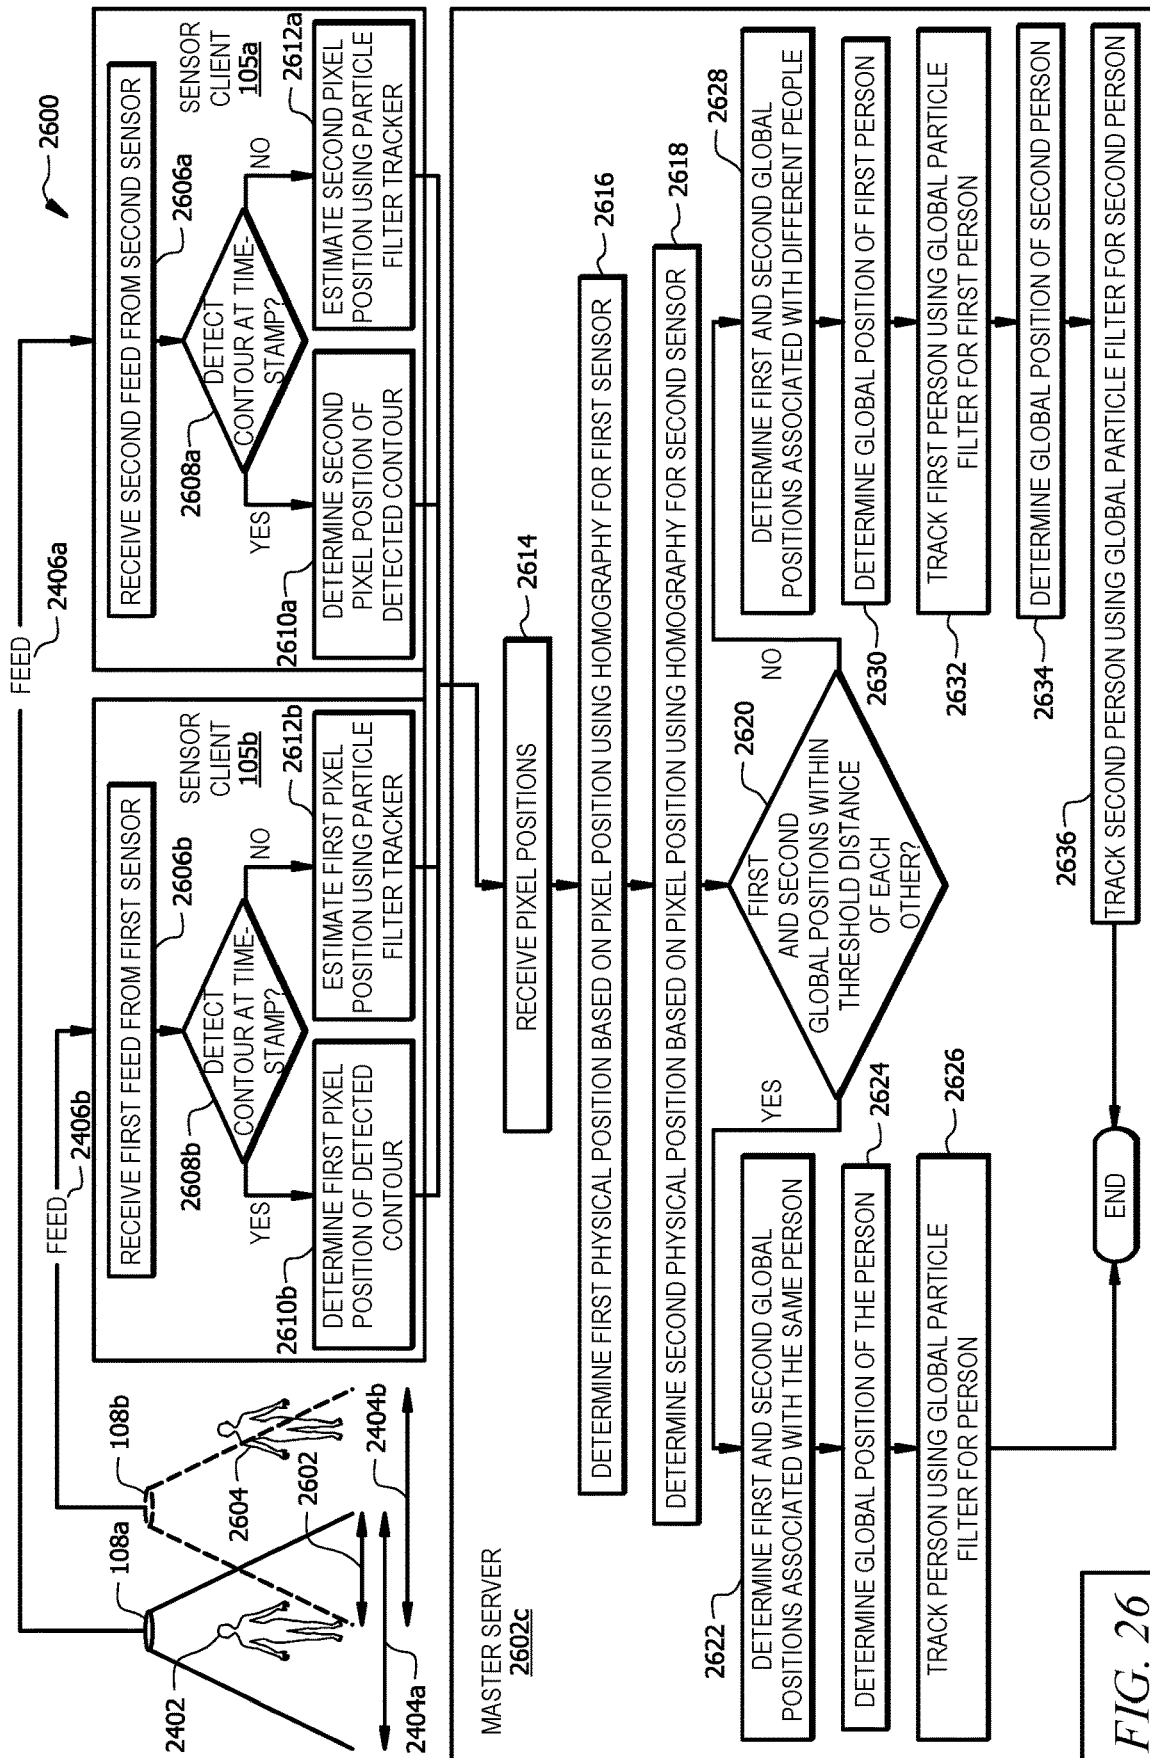 2600
FEED
2406a
FEED
2406b
108a
108b
2402
2604
2602
2404a
2404b
RECEIVE FIRST FEED FROM FIRST SENSOR
2606b
SENSOR
CLIENT
105b
2608b
DETECT
CONTOUR AT TIME-
STAMP?
YES
NO
2610b
DETERMINE FIRST PIXEL
POSITION OF DETECTED
CONTOUR
2612b
ESTIMATE FIRST PIXEL
POSITION USING PARTICLE
FILTER TRACKER
RECEIVE SECOND FEED FROM SECOND SENSOR
2606a
SENSOR
CLIENT
105a
2608a
DETECT
CONTOUR AT TIME-
STAMP?
YES
NO
2610a
DETERMINE SECOND
PIXEL POSITION OF
DETECTED CONTOUR
2612a
ESTIMATE SECOND PIXEL
POSITION USING PARTICLE
FILTER TRACKER
MASTER SERVER
2602c
RECEIVE PIXEL POSITIONS
2614
DETERMINE FIRST PHYSICAL POSITION BASED ON PIXEL POSITION USING HOMOGRAPHY FOR FIRST SENSOR
2616
DETERMINE SECOND PHYSICAL POSITION BASED ON PIXEL POSITION USING HOMOGRAPHY FOR SECOND SENSOR
2618
FIRST
AND SECOND
GLOBAL POSITIONS WITHIN
THRESHOLD DISTANCE
OF EACH
OTHER?
2620
YES
NO
2622
DETERMINE FIRST AND SECOND GLOBAL
POSITIONS ASSOCIATED WITH THE SAME PERSON
DETERMINE GLOBAL POSITION OF THE PERSON
2624
TRACK PERSON USING GLOBAL PARTICLE
FILTER FOR PERSON
2626
DETERMINE FIRST AND SECOND GLOBAL
POSITIONS ASSOCIATED WITH DIFFERENT PEOPLE
2628
DETERMINE GLOBAL POSITION OF FIRST PERSON
2630
TRACK FIRST PERSON USING GLOBAL PARTICLE
FILTER FOR FIRST PERSON
2632
DETERMINE GLOBAL POSITION OF SECOND PERSON
2634
TRACK SECOND PERSON USING GLOBAL PARTICLE FILTER FOR SECOND PERSON
2636
END
FIG. 26